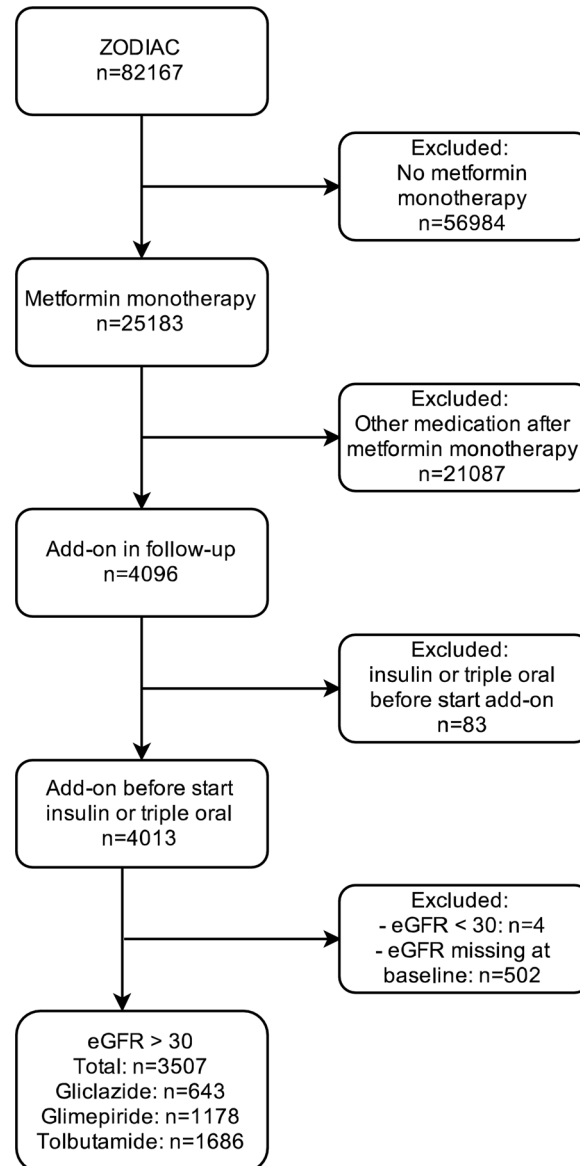 ZODIAC
n=82167
Excluded:
No metformin
monotherapy
n=56984
Metformin monotherapy
n=25183
Excluded:
Other medication after
metformin monotherapy
n=21087
Add-on in follow-up
n=4096
Excluded:
insulin or triple oral
before start add-on
n=83
Add-on before start
insulin or triple oral
n=4013
Excluded:
- eGFR < 30: n=4
- eGFR missing at
baseline: n=502
eGFR > 30
Total: n=3507
Gliclazide: n=643
Glimepiride: n=1178
Tolbutamide: n=1686